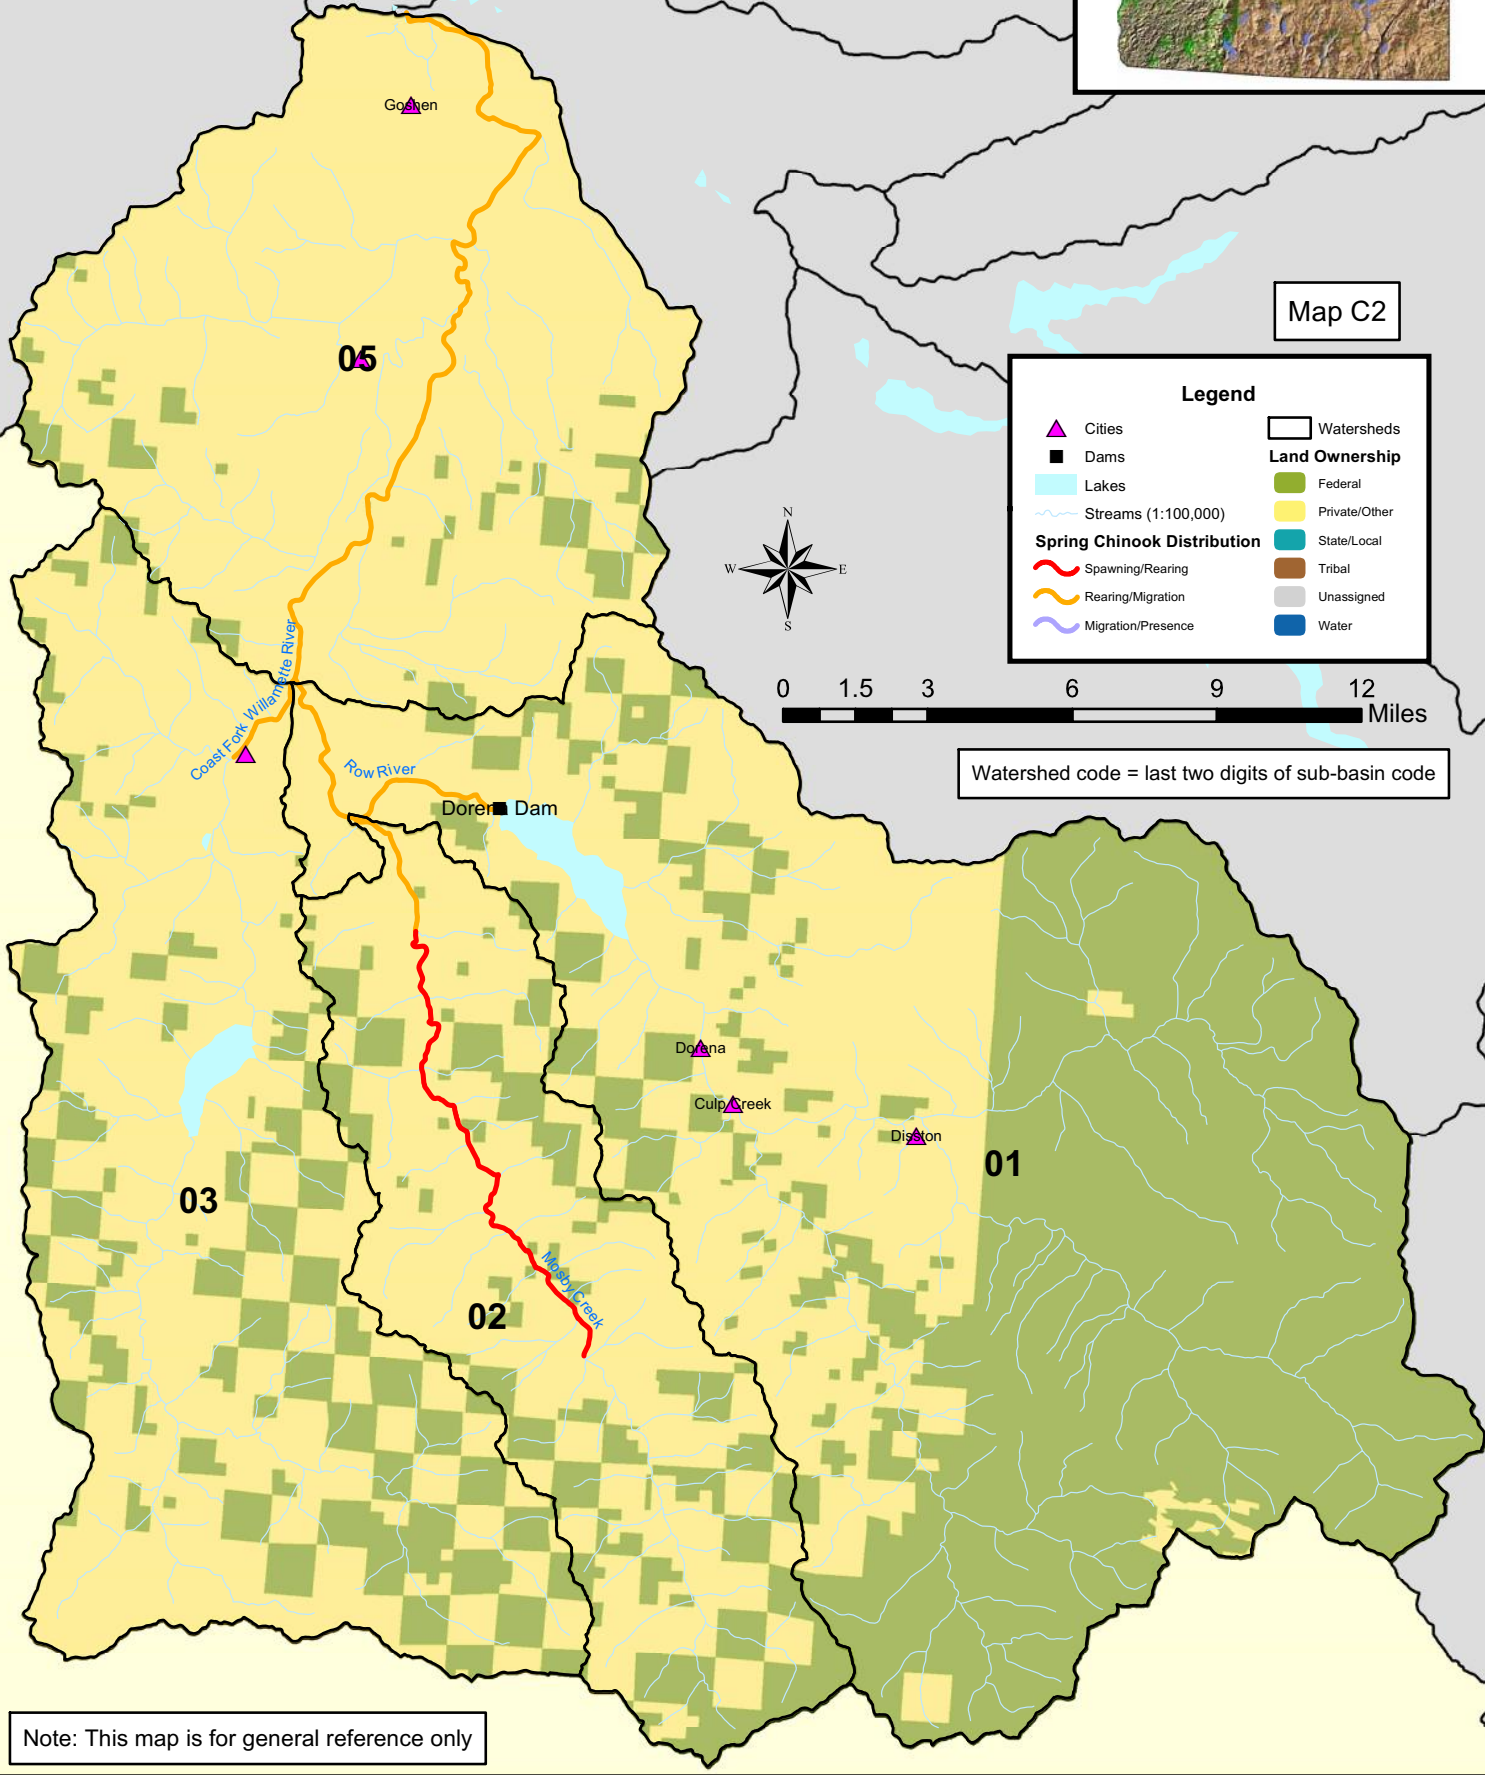 Goshen
Map C2
05
Legend
Cities
Dams
Lakes
Streams (1:100,000)
Spring Chinook Distribution
Spawning/Rearing
Rearing/Migration
Migration/Presence
Watersheds
Land Ownership
Federal
Private/Other
State/Local
Tribal
Unassigned
Water
N
W
E
S
0 1.5 3 6 9 12
Miles
Watershed code = last two digits of sub-basin code
Coast Fork Willamette River
Row River
Dorena Dam
Dorena
Culp Creek
Disston
01
03
02
Mosby Creek
Note: This map is for general reference only